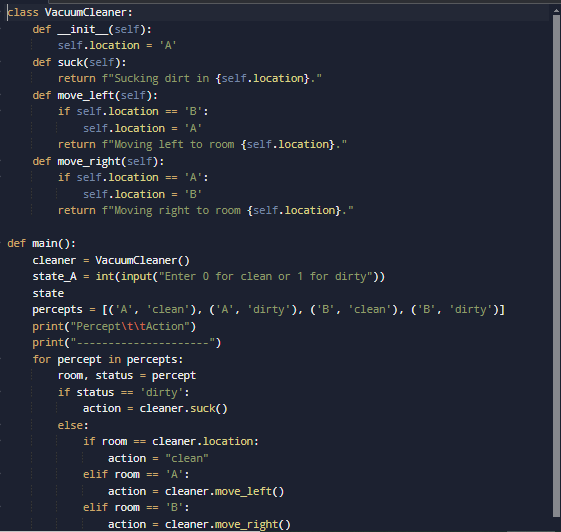 class VacuumCleaner:
    def __init__(self):
        self.location = 'A'
    def suck(self):
        return f"Sucking dirt in {self.location}."
    def move_left(self):
        if self.location == 'B':
            self.location = 'A'
        return f"Moving left to room {self.location}."
    def move_right(self):
        if self.location == 'A':
            self.location = 'B'
        return f"Moving right to room {self.location}."

def main():
    cleaner = VacuumCleaner()
    state_A = int(input("Enter 0 for clean or 1 for dirty"))
    state
    percepts = [('A', 'clean'), ('A', 'dirty'), ('B', 'clean'), ('B', 'dirty')]
    print("Percept\t\tAction")
    print("--------------------")
    for percept in percepts:
        room, status = percept
        if status == 'dirty':
            action = cleaner.suck()
        else:
            if room == cleaner.location:
                action = "clean"
            elif room == 'A':
                action = cleaner.move_left()
            elif room == 'B':
                action = cleaner.move_right()